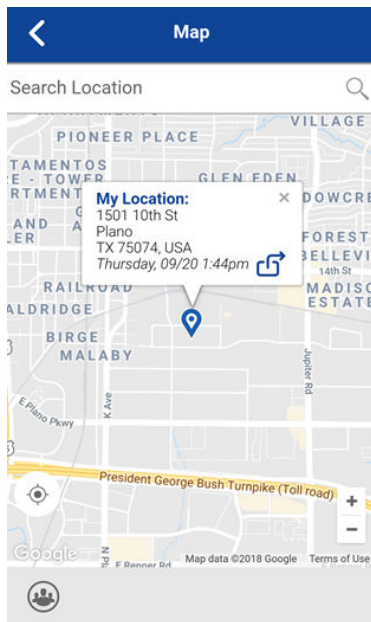 Map
Search Location
VILLAGE
PIONEER PLACE
TAMENTOS
E - TOWER
GLEN EDEN
RTMENT
DOWCRE
My Location:
1501 10th St
Plano
TX 75074, USA
Thursday, 09/20 1:44pm
AND
LER
FOREST
BELLEVI
14th St
RAILROAD
MADISO
ESTATE
ALDRIDGE
BIRGE
MALABY
Jupiter Rd
E Plano Pkwy
K Ave
President George Bush Turnpike (Toll road)
+
−
Google
N Pl
E Renner Rd
Map data ©2018 Google
Terms of Use